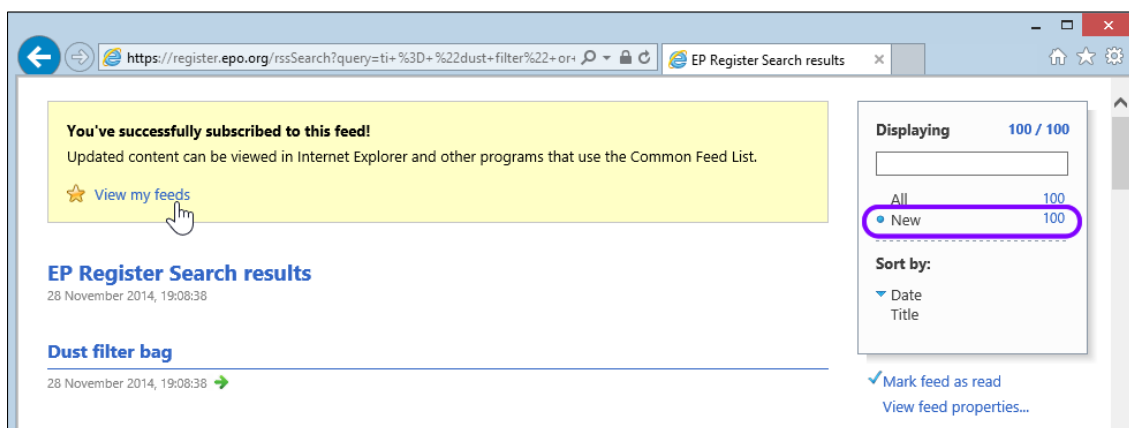 https://register.epo.org/rssSearch?query=ti+%3D+%22dust+filter%22+or+
EP Register Search results
You've successfully subscribed to this feed!
Updated content can be viewed in Internet Explorer and other programs that use the Common Feed List.
View my feeds
EP Register Search results
28 November 2014, 19:08:38
Dust filter bag
28 November 2014, 19:08:38
Displaying 100 / 100
All 100
New 100
Sort by:
Date
Title
Mark feed as read
View feed properties...